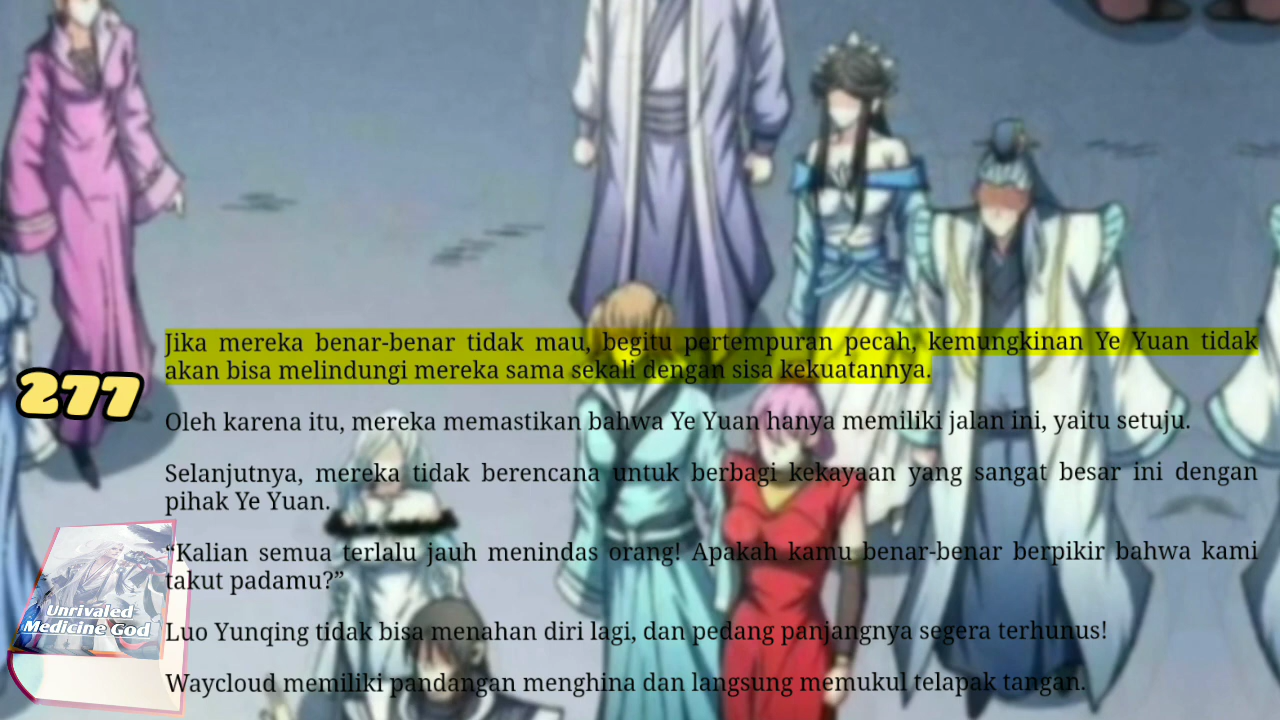 Jika mereka benar-benar tidak mau, begitu pertempuran pecah, kemungkinan Ye Yuan tidak
akan bisa melindungi mereka sama sekali dengan sisa kekuatannya.
277
Oleh karena itu, mereka memastikan bahwa Ye Yuan hanya memiliki jalan ini, yaitu setuju.
Selanjutnya, mereka tidak berencana untuk berbagi kekayaan yang sangat besar ini dengan
pihak Ye Yuan.
“Kalian semua terlalu jauh menindas orang! Apakah kamu benar-benar berpikir bahwa kami
takut padamu?”
Unrivaled
Medicine God
Luo Yunqing tidak bisa menahan diri lagi, dan pedang panjangnya segera terhunus!
Waycloud memiliki pandangan menghina dan langsung memukul telapak tangan.